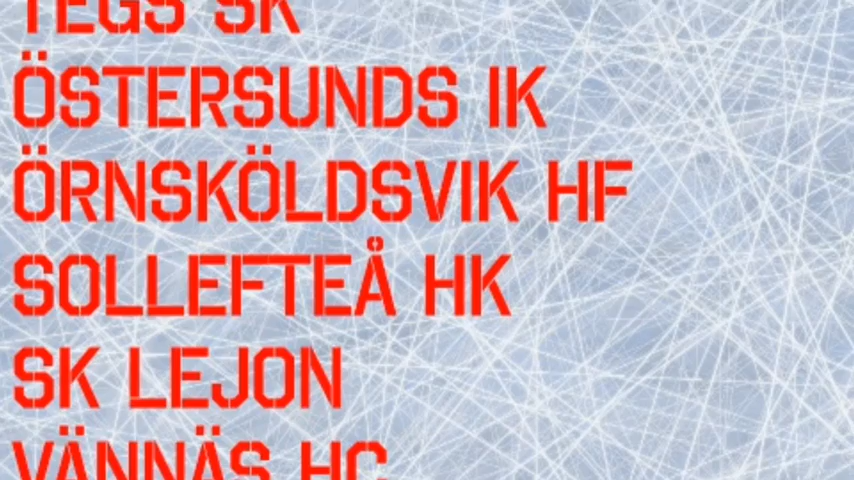 TEGS SK
ÖSTERSUNDS IK
ÖRNSKÖLDSVIK HF
SOLLEFTEÅ HK
SK LEJON
VÄNNÄS HC